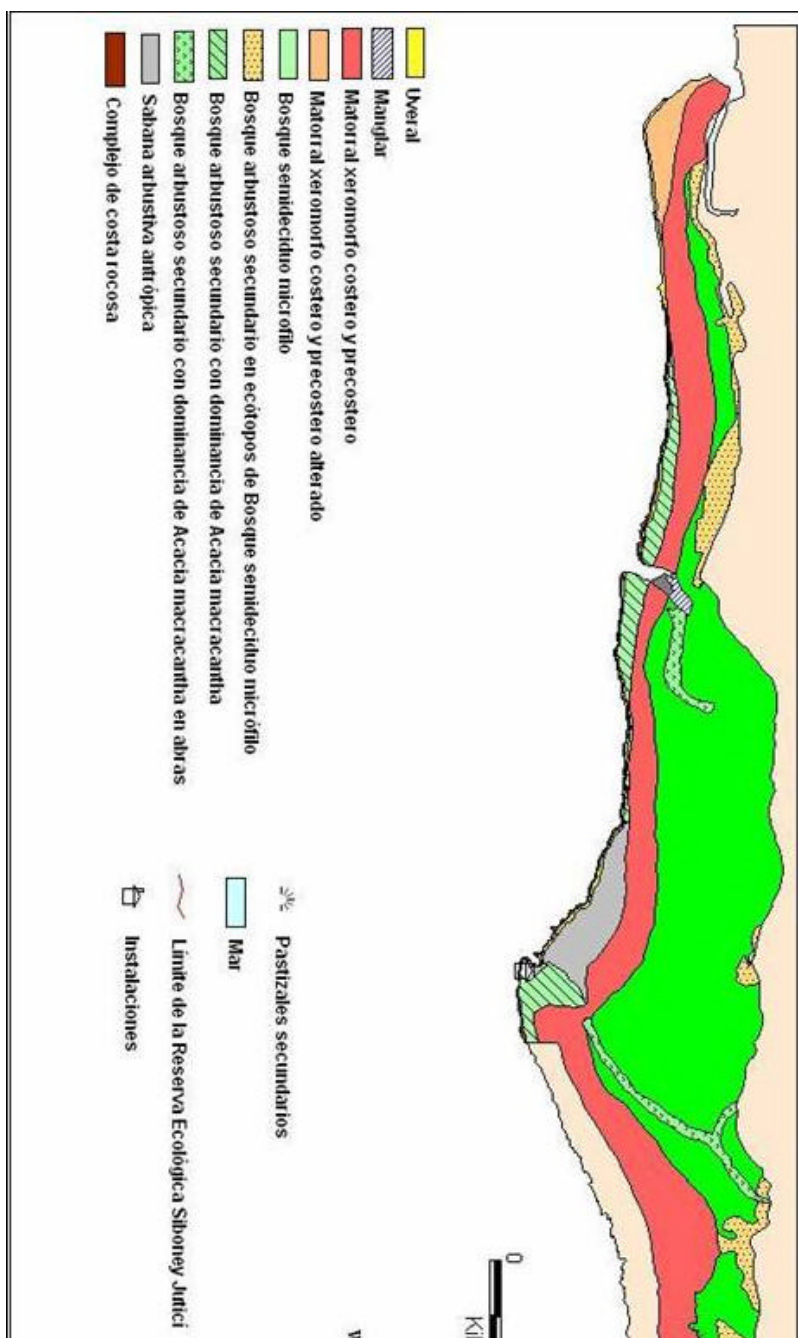 Uveral
Manglar
Matorral xeromorfo costero y precostero
Matorral xeromorfo costero y precostero alterado
Bosque semideciduo micrófilo
Bosque arbustoso secundario en ecótopos de Bosque semideciduo micrófilo
Bosque arbustoso secundario con dominancia de Acacia macracantha
Bosque arbustoso secundario con dominancia de Acacia macracantha en abras
Sabana arbustiva antrópica
Complejo de costa rocosa
Pastizales secundarios
Mar
Límite de la Reserva Ecológica Siboney Jutici
Instalaciones
0
Kil